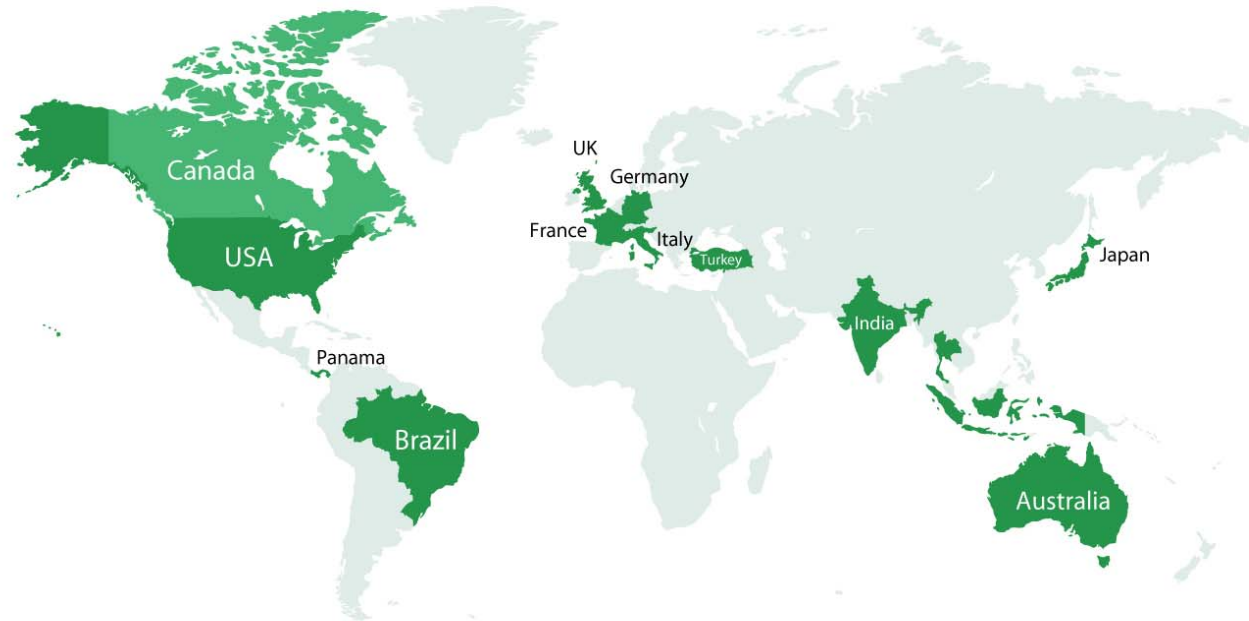 UK
Germany
Canada
France
Italy
USA
Turkey
Japan
India
Panama
Brazil
Australia